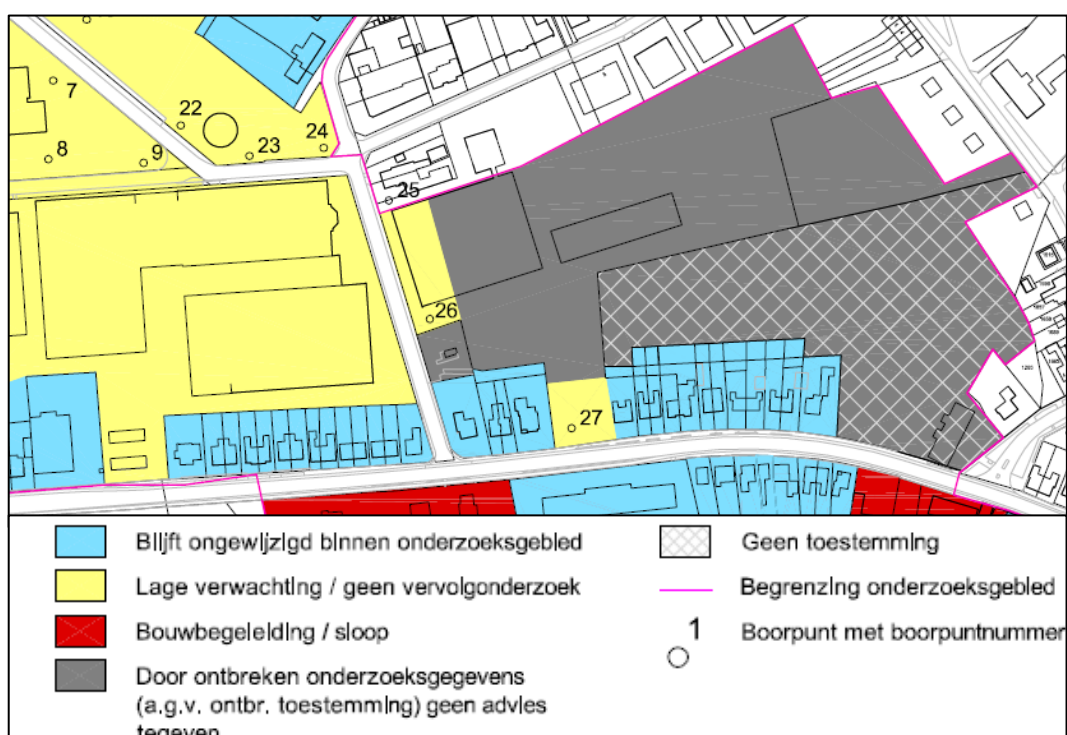 7
22
8
9
23
24
25
26
27
Blijft ongewijzigd binnen onderzoeksgebied
Lage verwachting / geen vervolgonderzoek
Bouwbegeleiding / sloop
Door ontbreken onderzoeksgegevens
(a.g.v. ontbr. toestemming) geen advies
tegeven
Geen toestemming
Begrenzing onderzoeksgebied
1
Boorpunt met boorpuntnummer